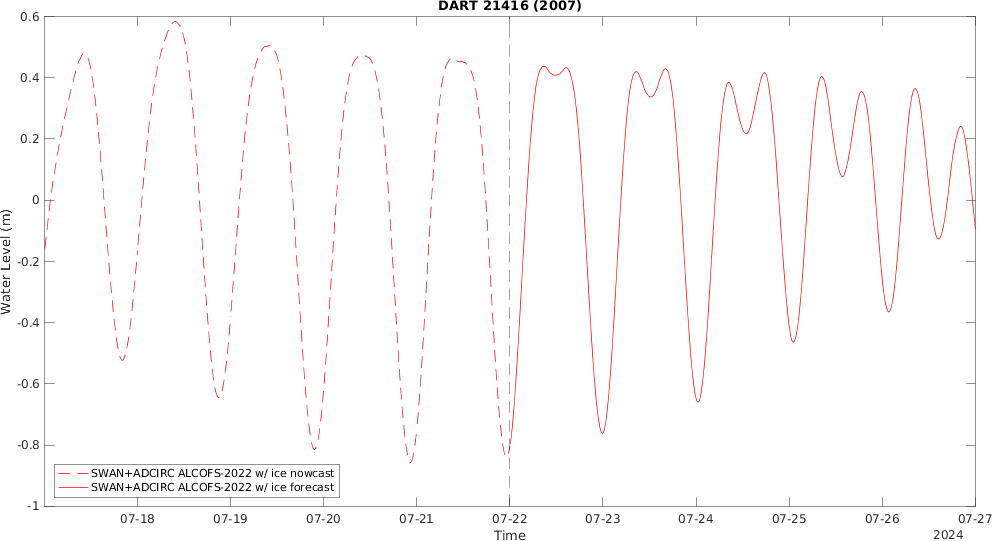 DART 21416 (2007)
0.6
0.4
0.2
0
-0.2
-0.4
-0.6
-0.8
-1
Water Level (m)
SWAN+ADCIRC ALCOFS-2022 w/ ice nowcast
SWAN+ADCIRC ALCOFS-2022 w/ ice forecast
07-18 07-19 07-20 07-21 07-22 07-23 07-24 07-25 07-26 07-27
Time
2024